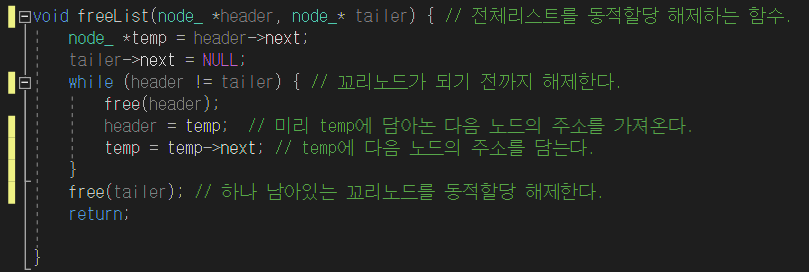 void freeList(node_ *header, node_* tailer) { // 전체리스트를 동적할당 해제하는 함수.
node_ *temp = header->next;
tailer->next = NULL;
while (header != tailer) { // 꼬리노드가 되기 전까지 해제한다.
free(header);
header = temp; // 미리 temp에 담아논 다음 노드의 주소를 가져온다.
temp = temp->next; // temp에 다음 노드의 주소를 담는다.
}
free(tailer); // 하나 남아있는 꼬리노드를 동적할당 해제한다.
return;
}